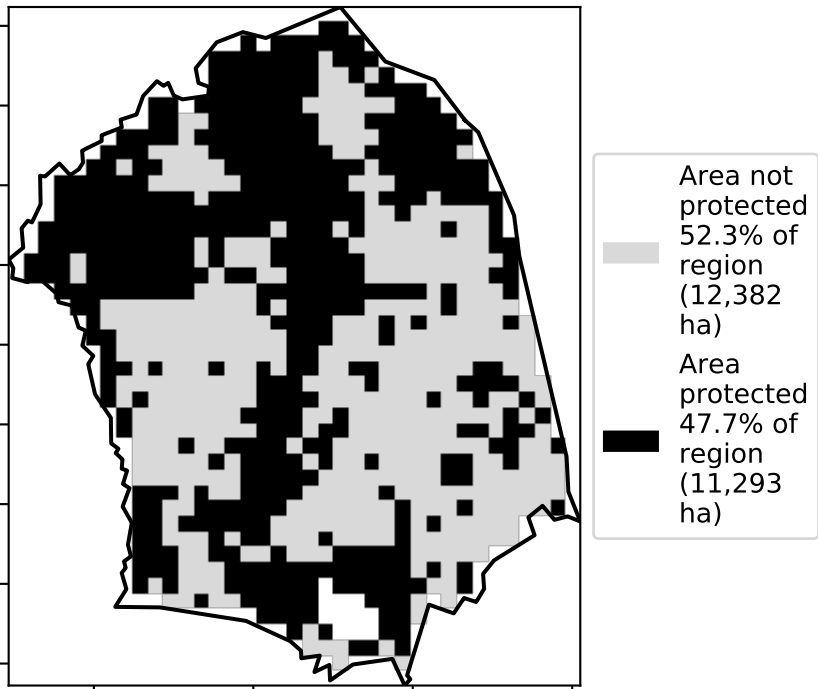 Area not
protected
52.3% of
region
(12,382
ha)
Area
protected
47.7% of
region
(11,293
ha)